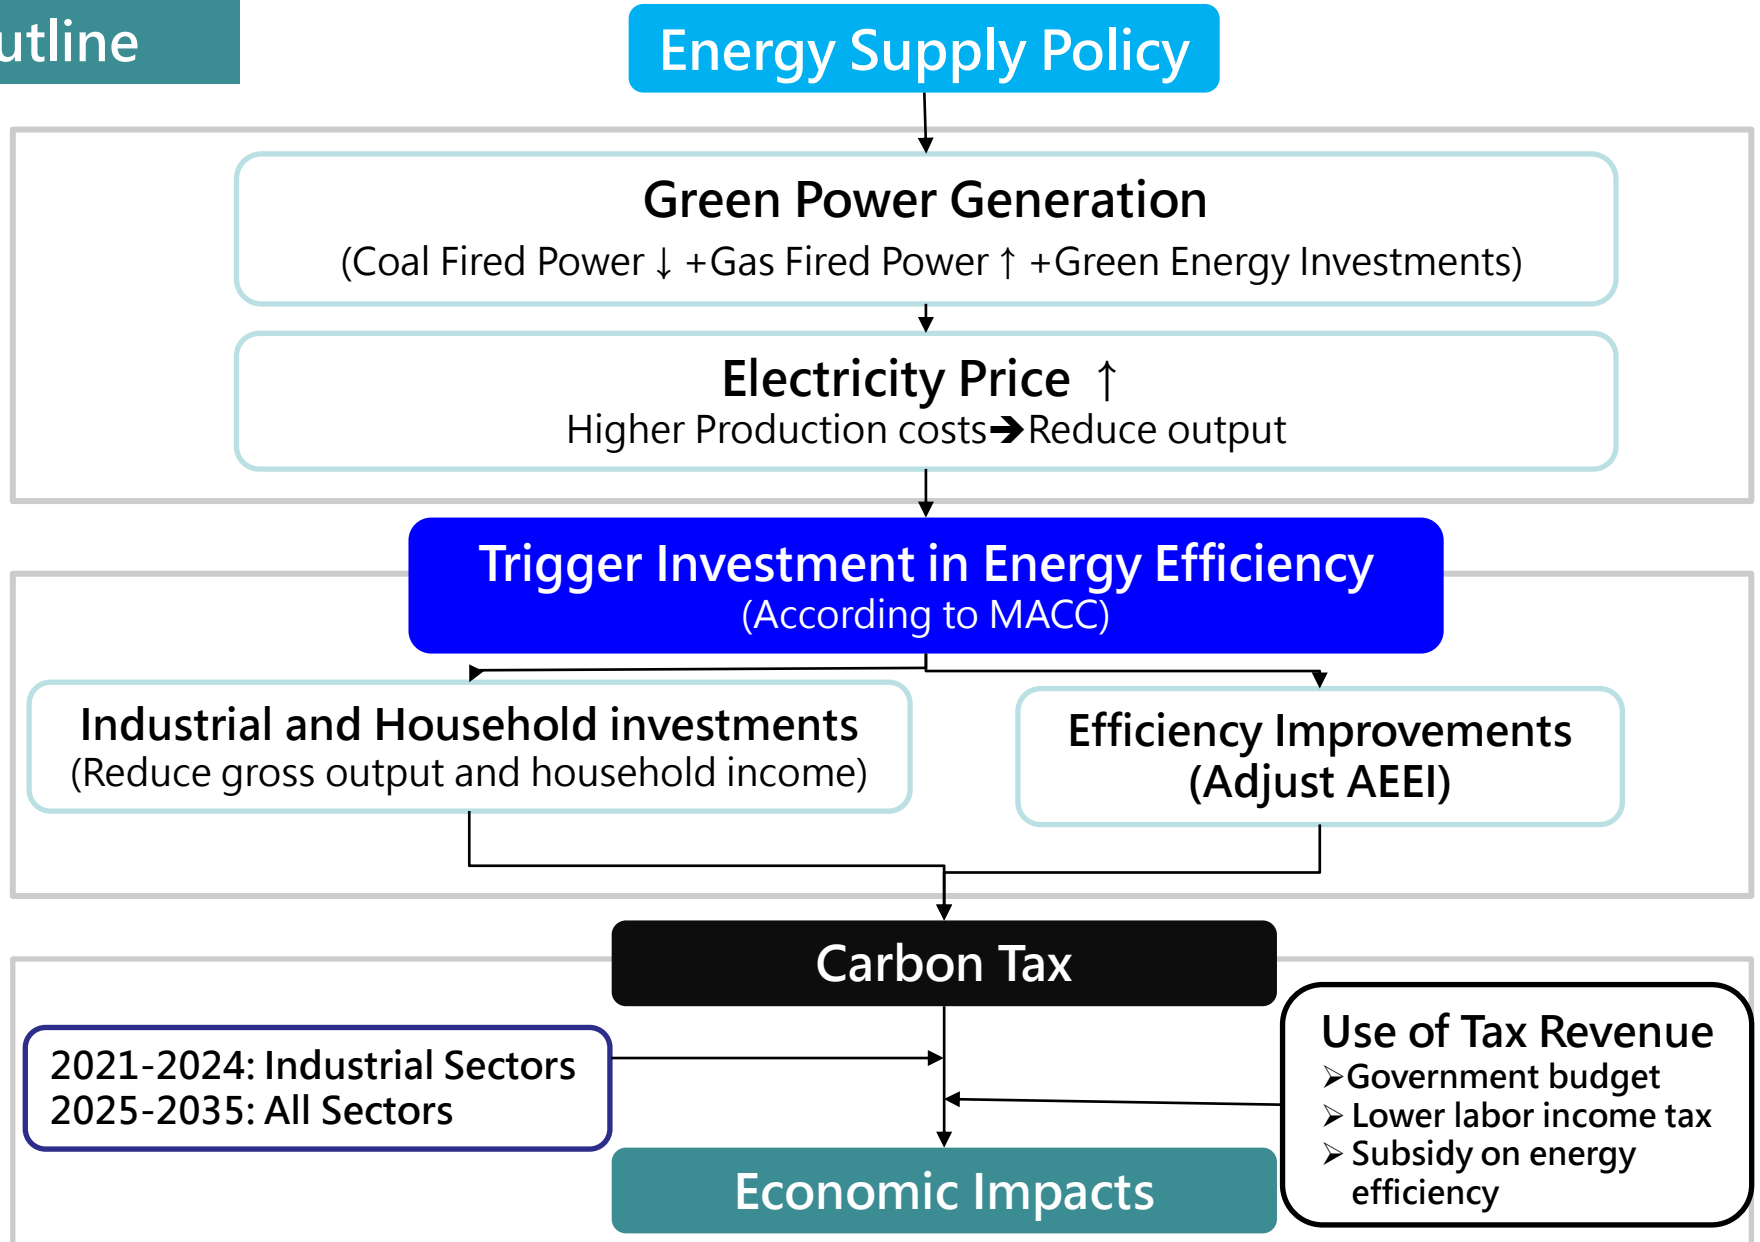 utline
Energy Supply Policy
Green Power Generation
(Coal Fired Power ↓ +Gas Fired Power ↑ +Green Energy Investments)
Electricity Price ↑
Higher Production costs➔Reduce output
Trigger Investment in Energy Efficiency
(According to MACC)
Industrial and Household investments
(Reduce gross output and household income)
Efficiency Improvements
(Adjust AEEI)
Carbon Tax
2021-2024: Industrial Sectors
2025-2035: All Sectors
Use of Tax Revenue
➢Government budget
➢ Lower labor income tax
➢ Subsidy on energy
efficiency
Economic Impacts